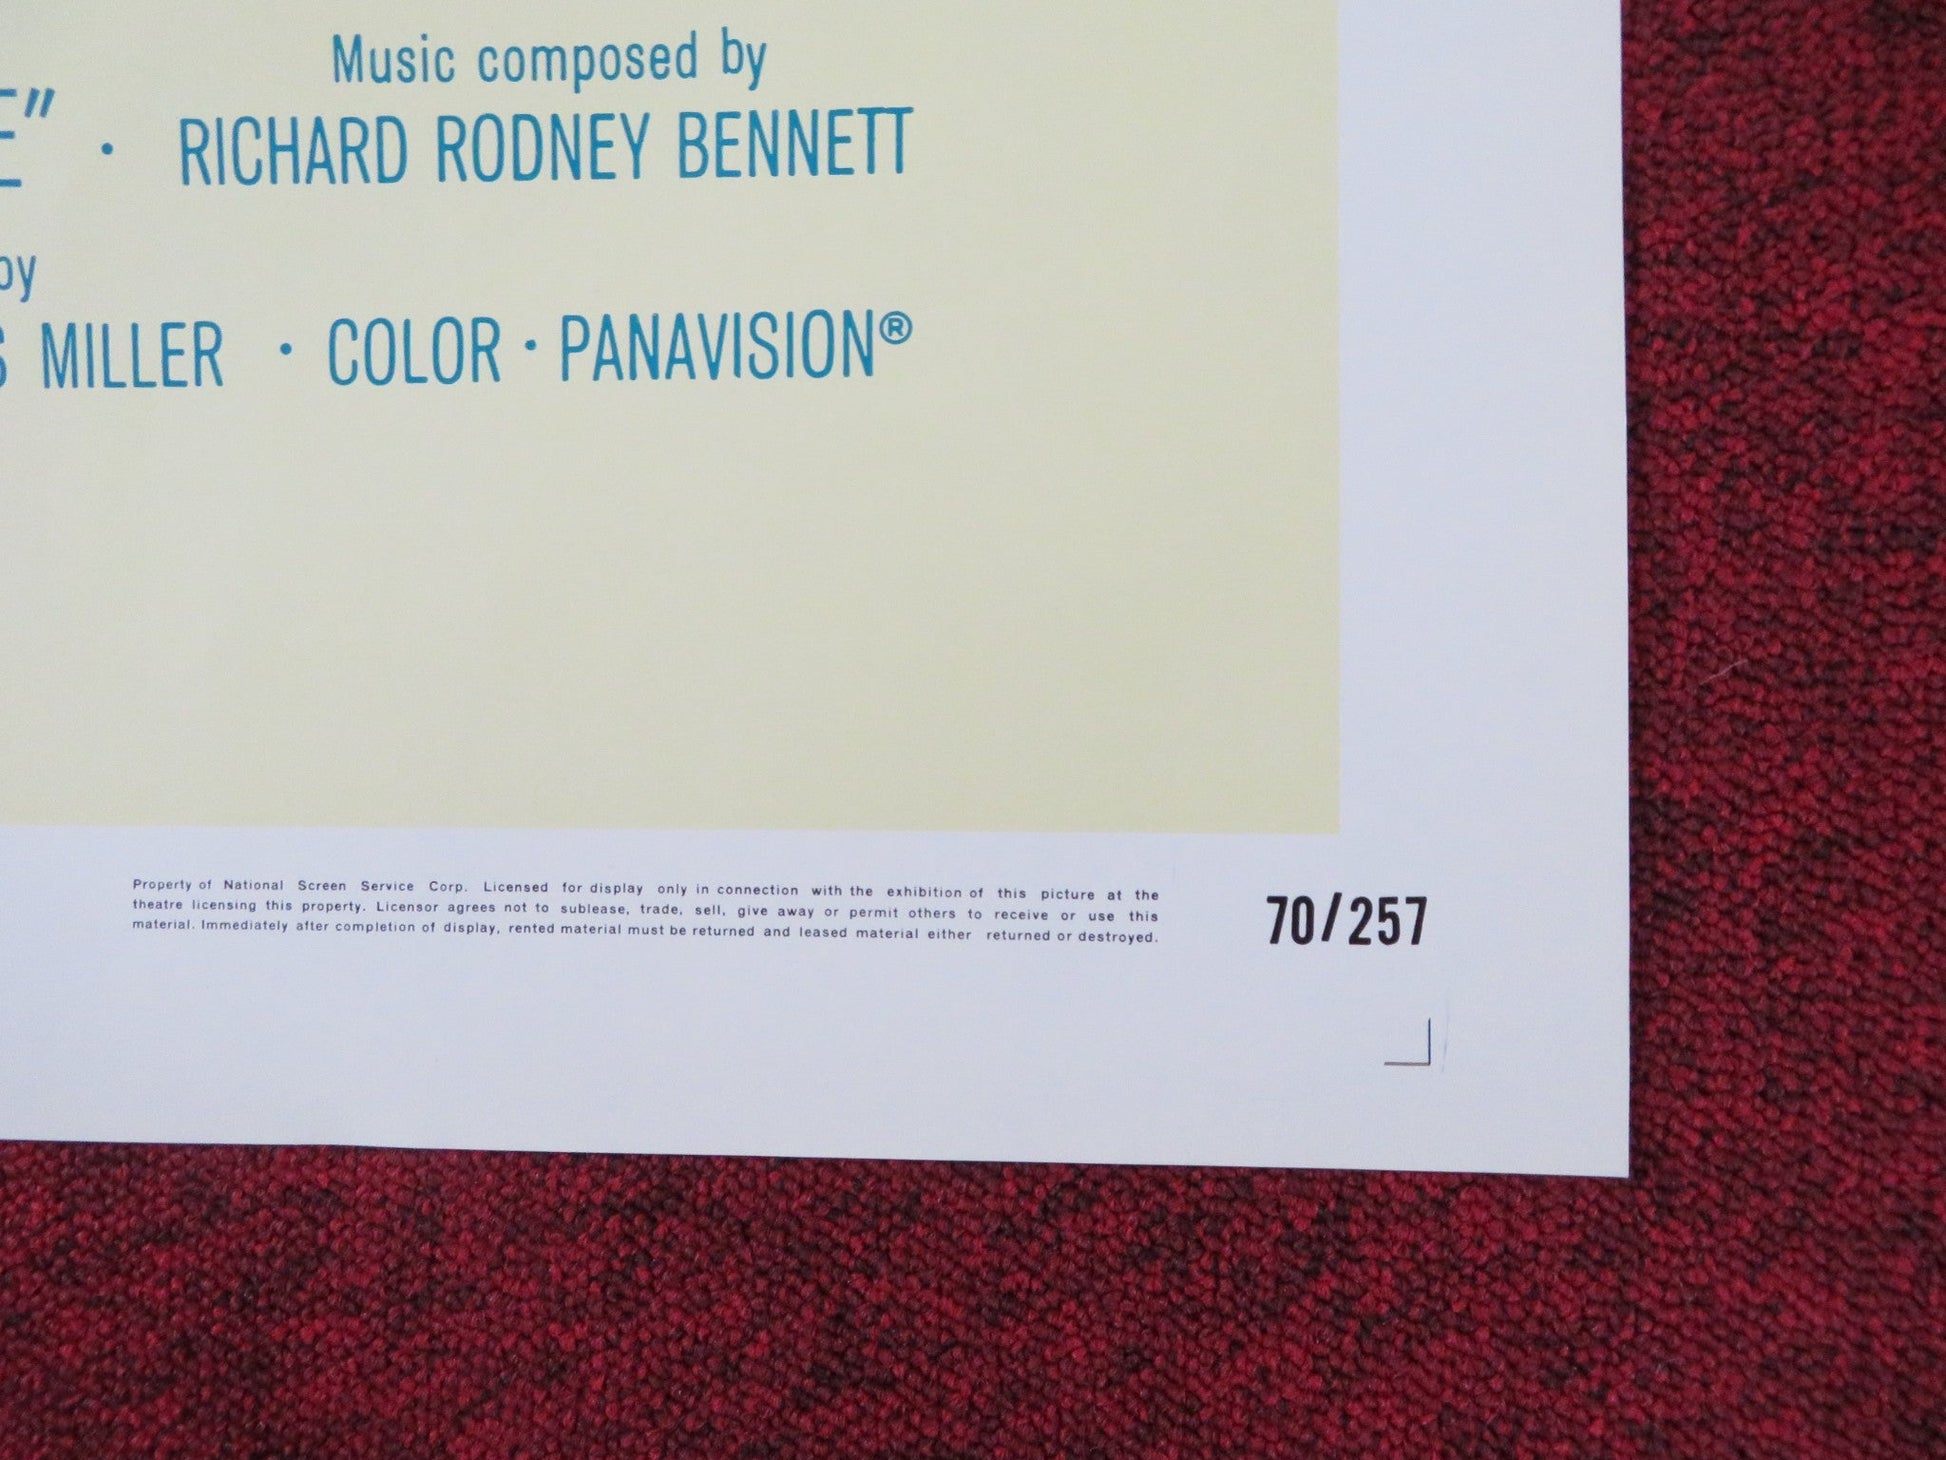 Music composed by
E" · RICHARD RODNEY BENNETT
by
S MILLER · COLOR · PANAVISION®
Property of National Screen Service Corp. Licensed for display only in connection with the exhibition of this picture at the
theatre licensing this property. Licensor agrees not to sublease, trade, sell, give away or permit others to receive or use this
material. Immediately after completion of display, rented material must be returned and leased material either returned or destroyed.
70/257